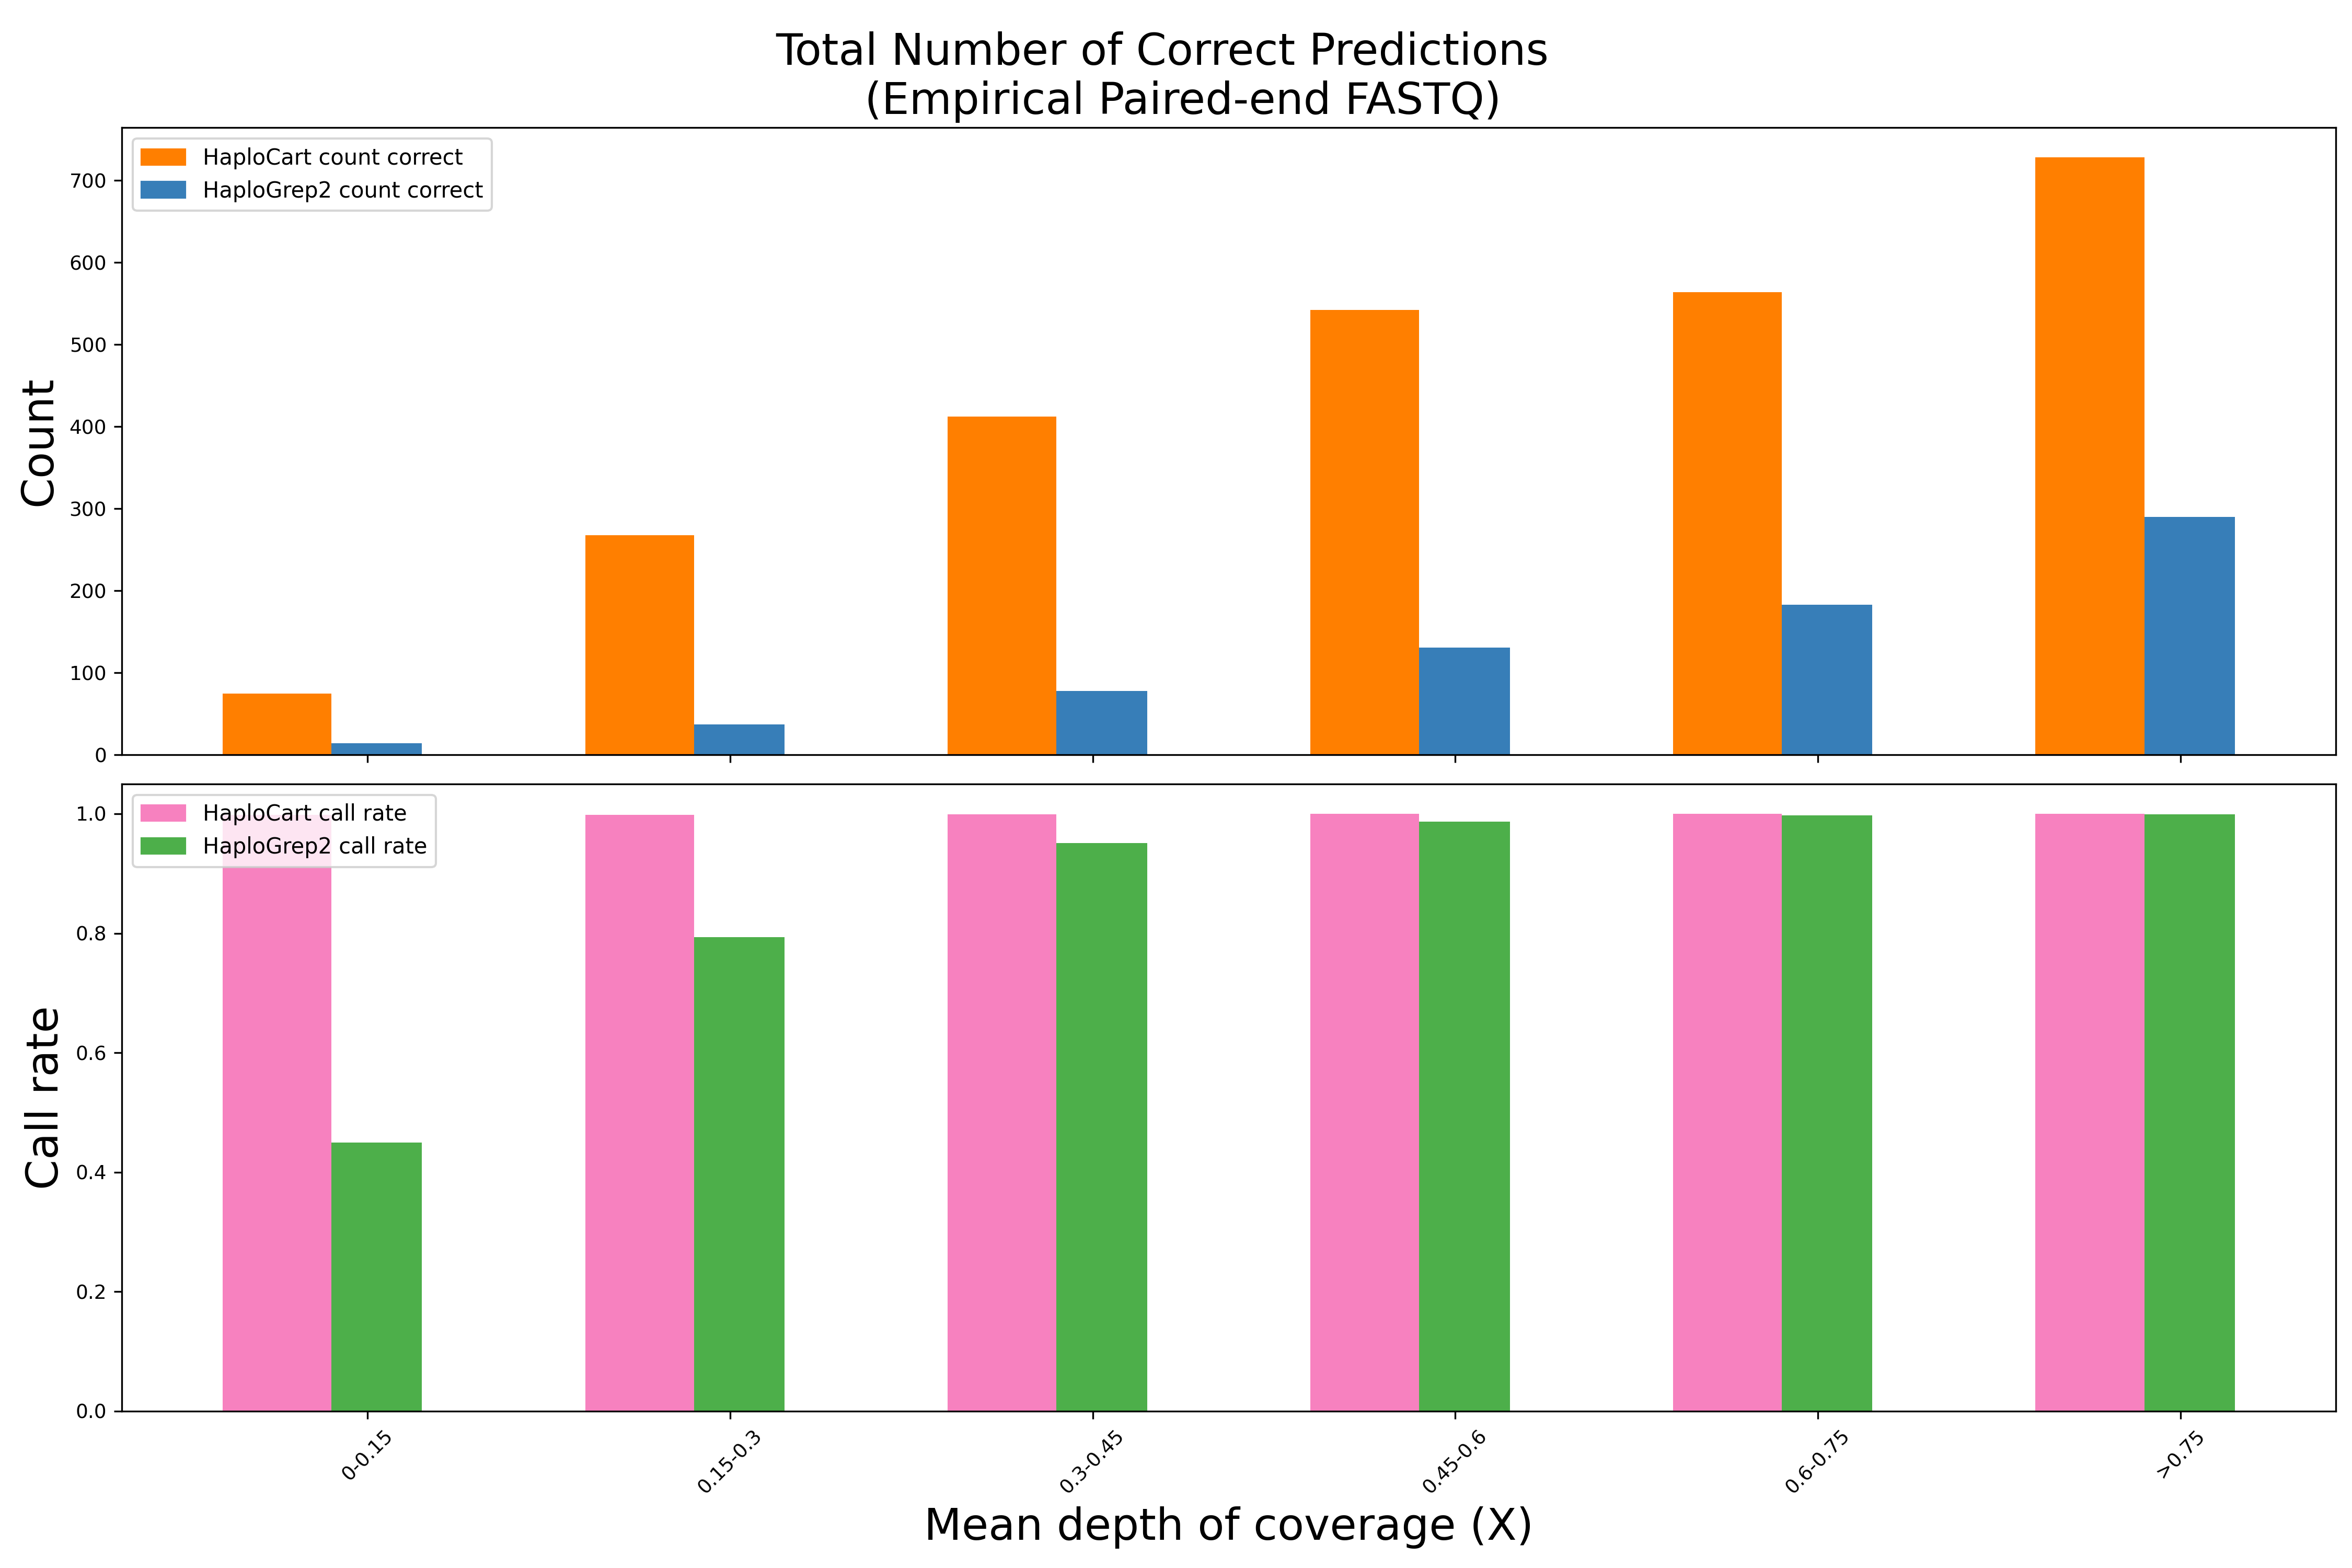 Total Number of Correct Predictions
(Empirical Paired-end FASTQ)
HaploCart count correct
HaploGrep2 count correct
Count
700
600
500
400
300
200
100
0
HaploCart call rate
HaploGrep2 call rate
Call rate
1.0
0.8
0.6
0.4
0.2
0.0
0-0.15
0.15-0.3
0.3-0.45
0.45-0.6
0.6-0.75
>0.75
Mean depth of coverage (X)